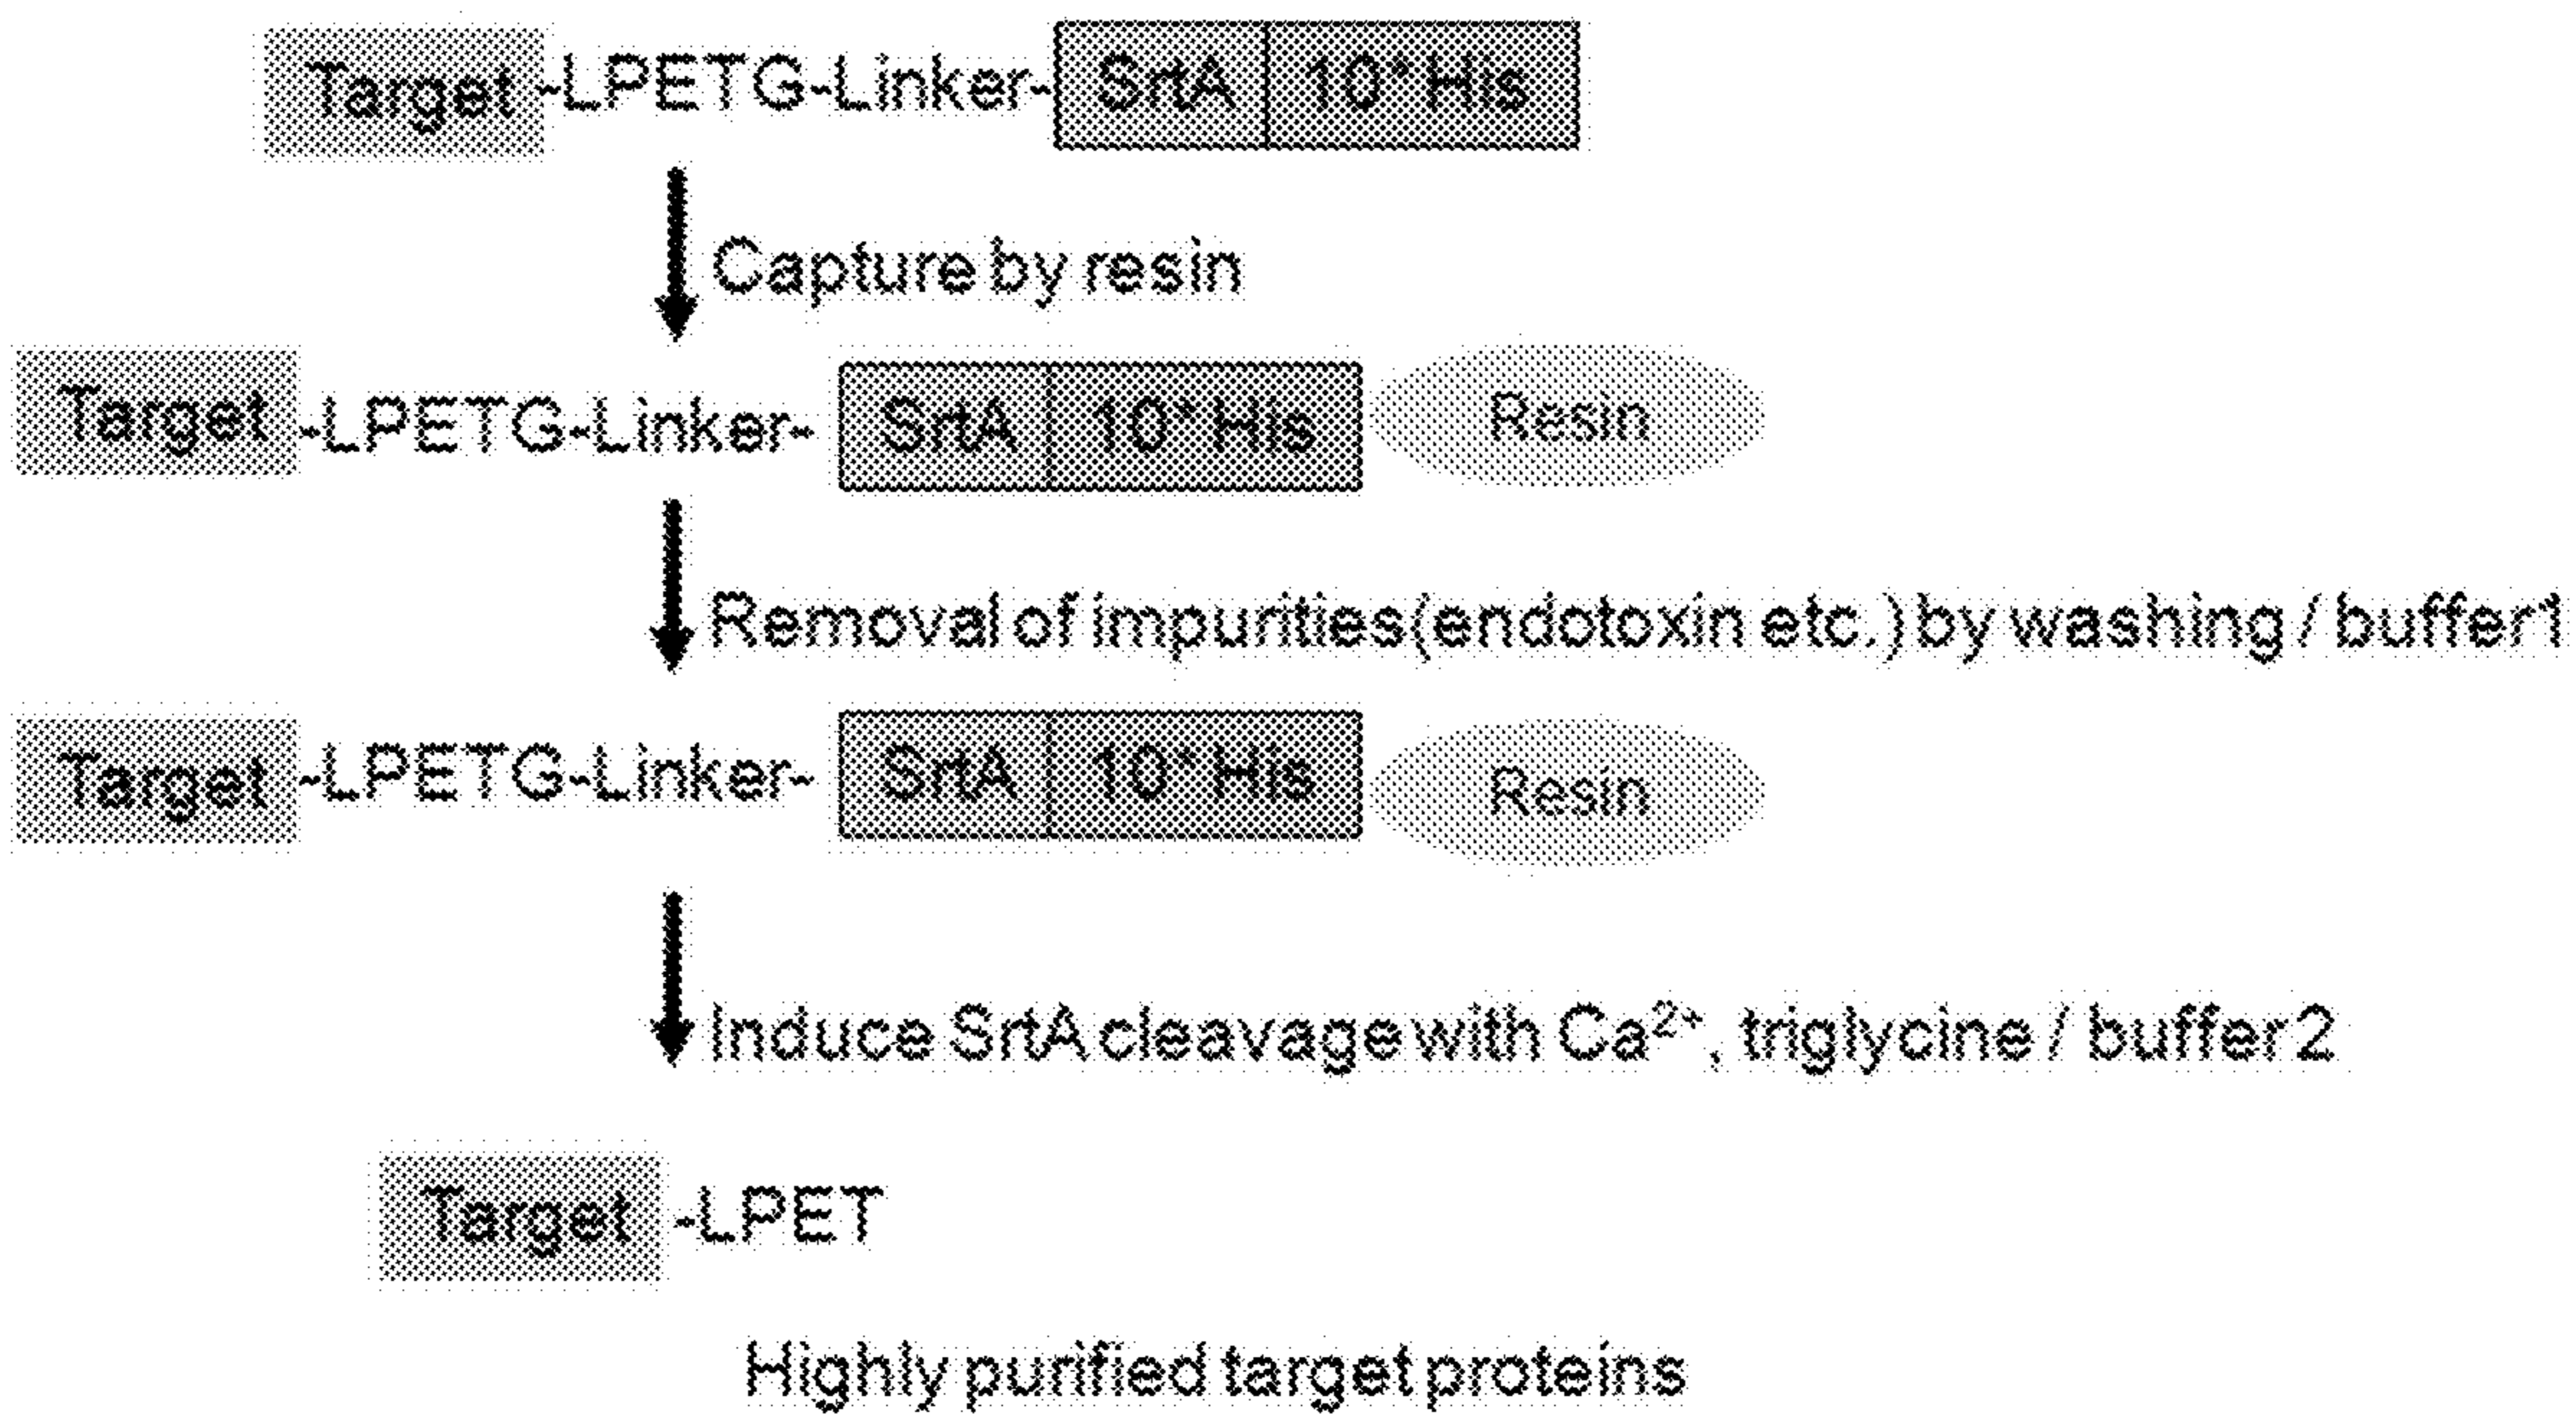 Target-LPETG-Linker-SrtA 10* His
Capture by resin
Target-LPETG-Linker- SrtA 10* His Resin
Removal of impurities(endotoxin etc.) by washing / buffer1
Target-LPETG-Linker- SrtA 10* His Resin
Induce SrtA cleavage with Ca²⁺, triglycine / buffer 2
Target -LPET
Highly purified target proteins